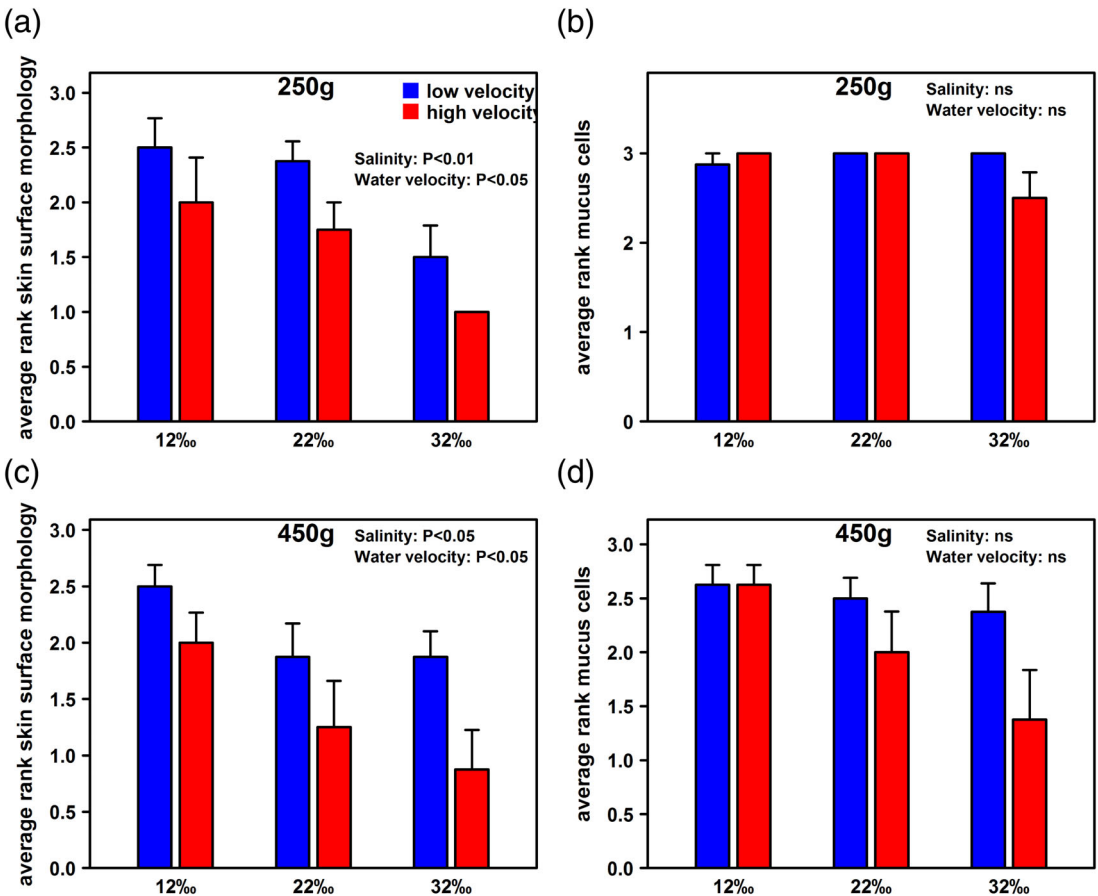 (a)
250g
low velocity
high velocity
Salinity: P<0.01
Water velocity: P<0.05
average rank skin surface morphology
3.0
2.5
2.0
1.5
1.0
0.5
0.0
12‰ 22‰ 32‰
(b)
250g
Salinity: ns
Water velocity: ns
average rank mucus cells
3
3
2
1
0
12‰ 22‰ 32‰
(c)
450g
Salinity: P<0.05
Water velocity: P<0.05
average rank skin surface morphology
3.0
2.5
2.0
1.5
1.0
0.5
0.0
12‰ 22‰ 32‰
(d)
450g
Salinity: ns
Water velocity: ns
average rank mucus cells
3.0
2.5
2.0
1.5
1.0
0.5
0.0
12‰ 22‰ 32‰